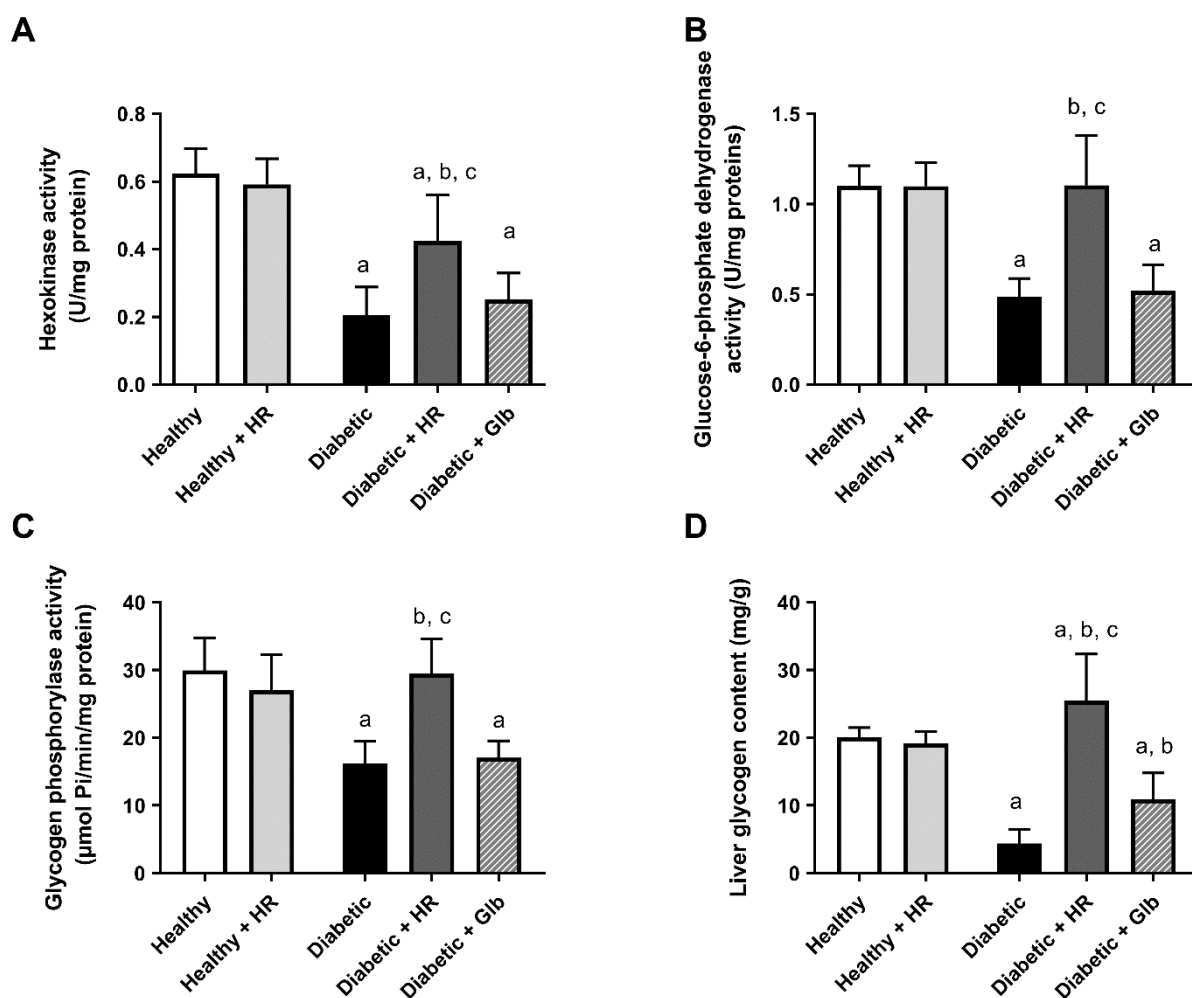 A
Hexokinase activity
(U/mg protein)
0.8
0.6
0.4
0.2
0.0
a
a, b, c
a
Healthy
Healthy + HR
Diabetic
Diabetic + HR
Diabetic + Glb
B
Glucose-6-phosphate dehydrogenase
activity (U/mg proteins)
1.5
1.0
0.5
0.0
a
b, c
a
Healthy
Healthy + HR
Diabetic
Diabetic + HR
Diabetic + Glb
C
Glycogen phosphorylase activity
(μmol Pi/min/mg protein)
40
30
20
10
0
a
b, c
a
Healthy
Healthy + HR
Diabetic
Diabetic + HR
Diabetic + Glb
D
Liver glycogen content (mg/g)
40
30
20
10
0
a
a, b, c
a, b
Healthy
Healthy + HR
Diabetic
Diabetic + HR
Diabetic + Glb